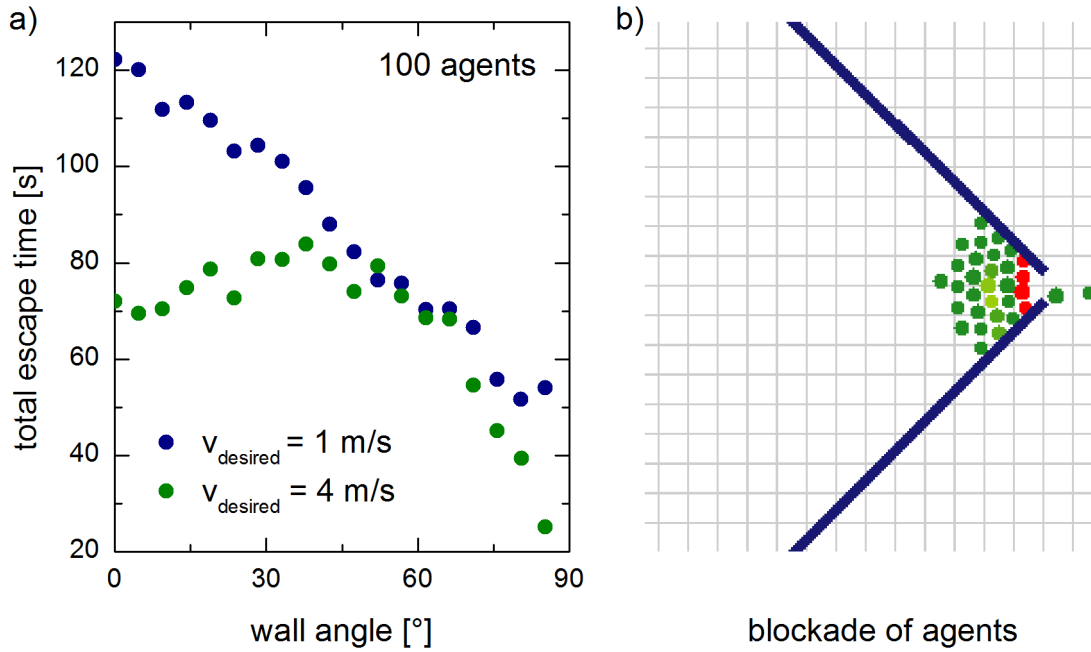 a)
b)
100 agents
total escape time [s]
120
100
80
60
40
20
v_desired = 1 m/s
v_desired = 4 m/s
0
30
60
90
wall angle [°]
blockade of agents